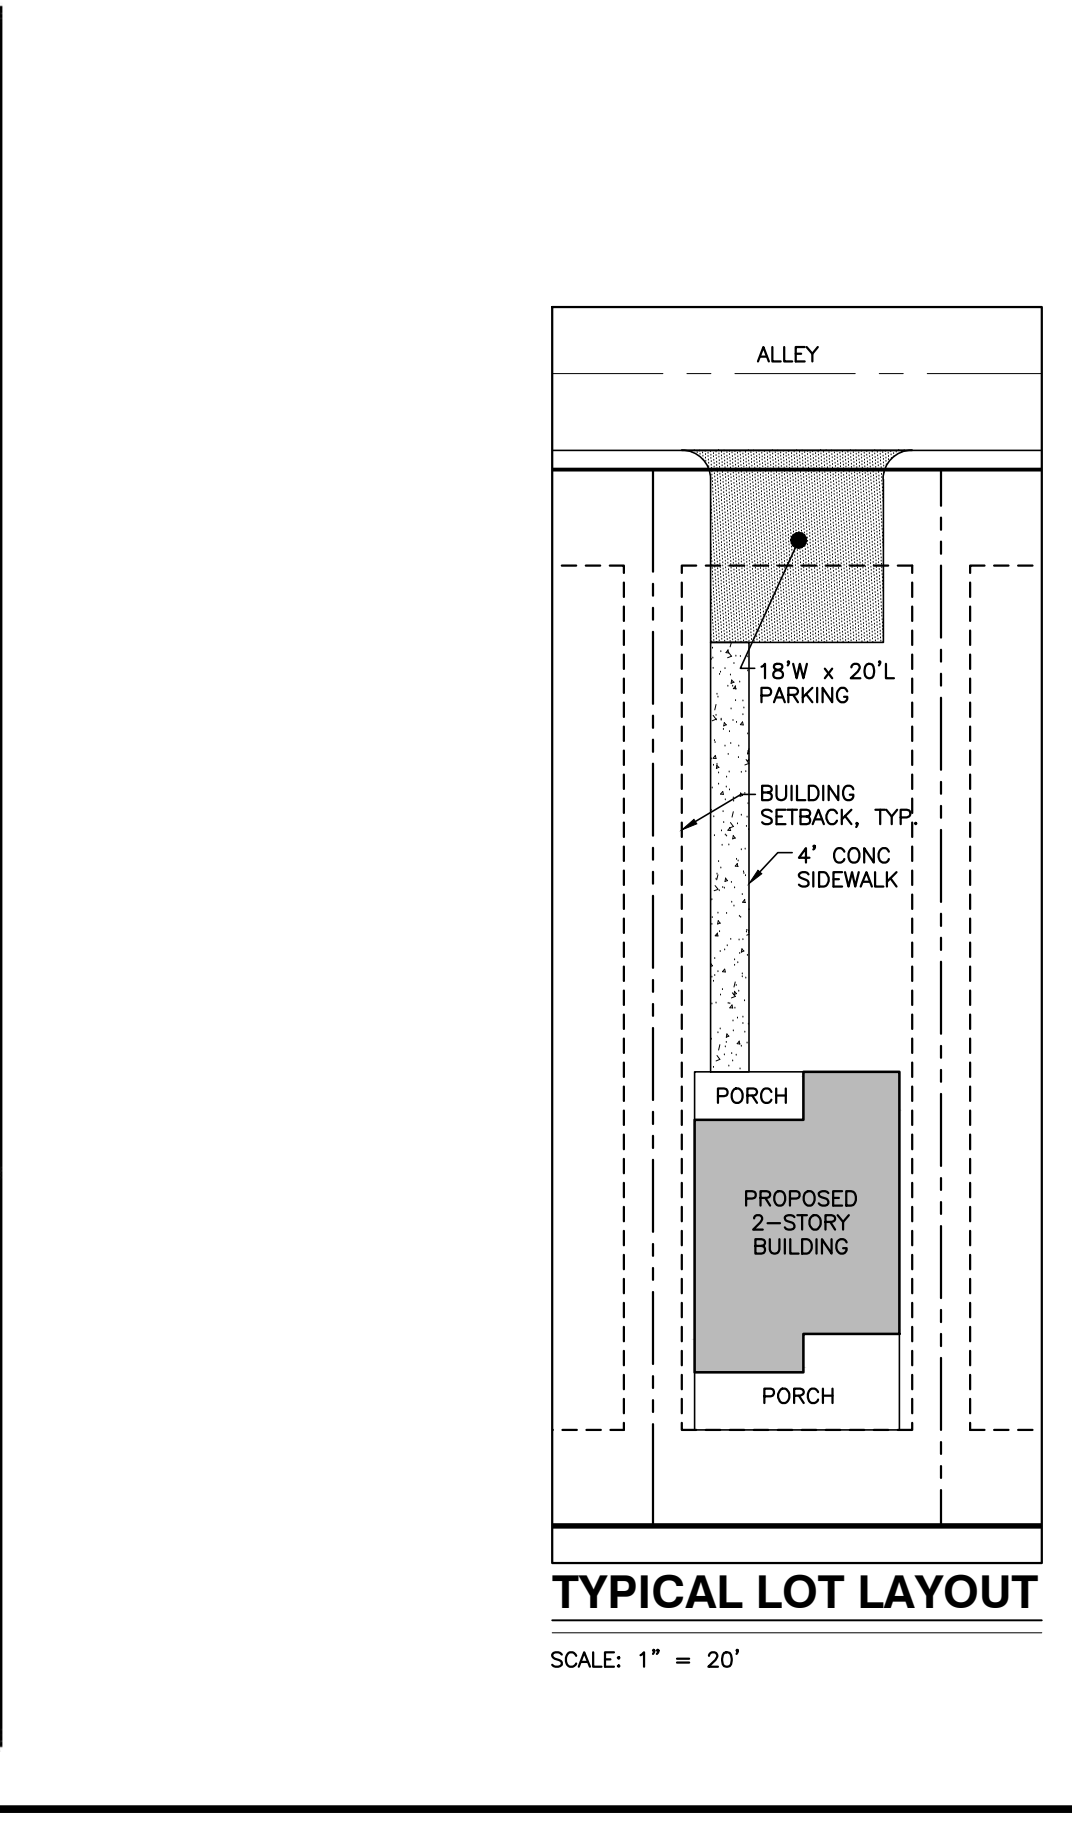 ALLEY
18'W x 20'L
PARKING
BUILDING
SETBACK, TYP.
4' CONC
SIDEWALK
PORCH
PROPOSED
2-STORY
BUILDING
PORCH
TYPICAL LOT LAYOUT
SCALE: 1" = 20'